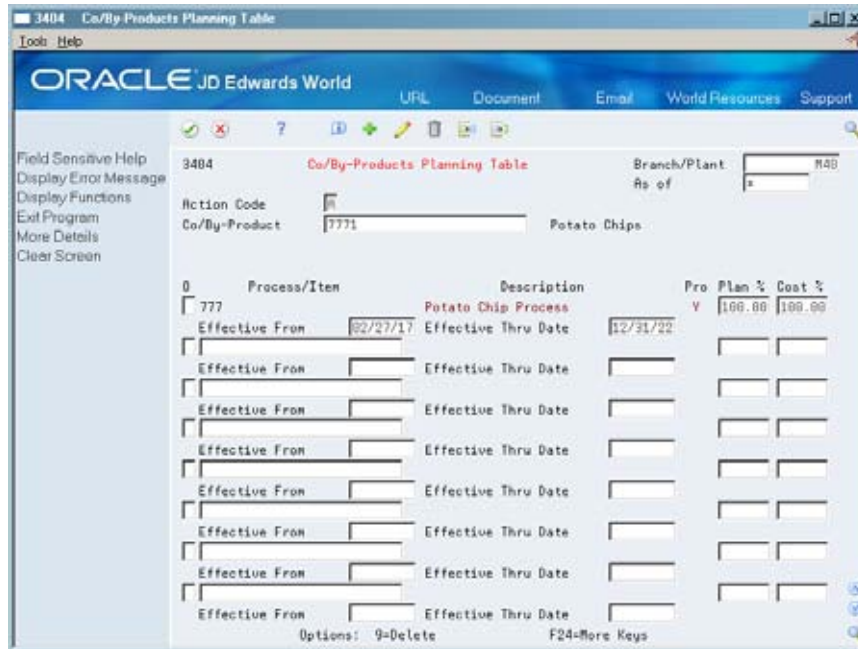 3404 Co/By-Products Planning Table
Tools Help
ORACLE JD Edwards World
URL Document Email World Resources Support
Field Sensitive Help
Display Error Message
Display Functions
Exit Program
More Details
Clear Screen
3404 Co/By-Products Planning Table Branch/Plant M40
As of *
Action Code
Co/By-Product 7771 Potato Chips
O Process/Item Description Pro Plan % Cost %
777 Potato Chip Process Y 100.00 100.00
Effective From 02/27/17 Effective Thru Date 12/31/22
Effective From Effective Thru Date
Effective From Effective Thru Date
Effective From Effective Thru Date
Effective From Effective Thru Date
Effective From Effective Thru Date
Effective From Effective Thru Date
Effective From Effective Thru Date
Options: 9=Delete F24=More Keys